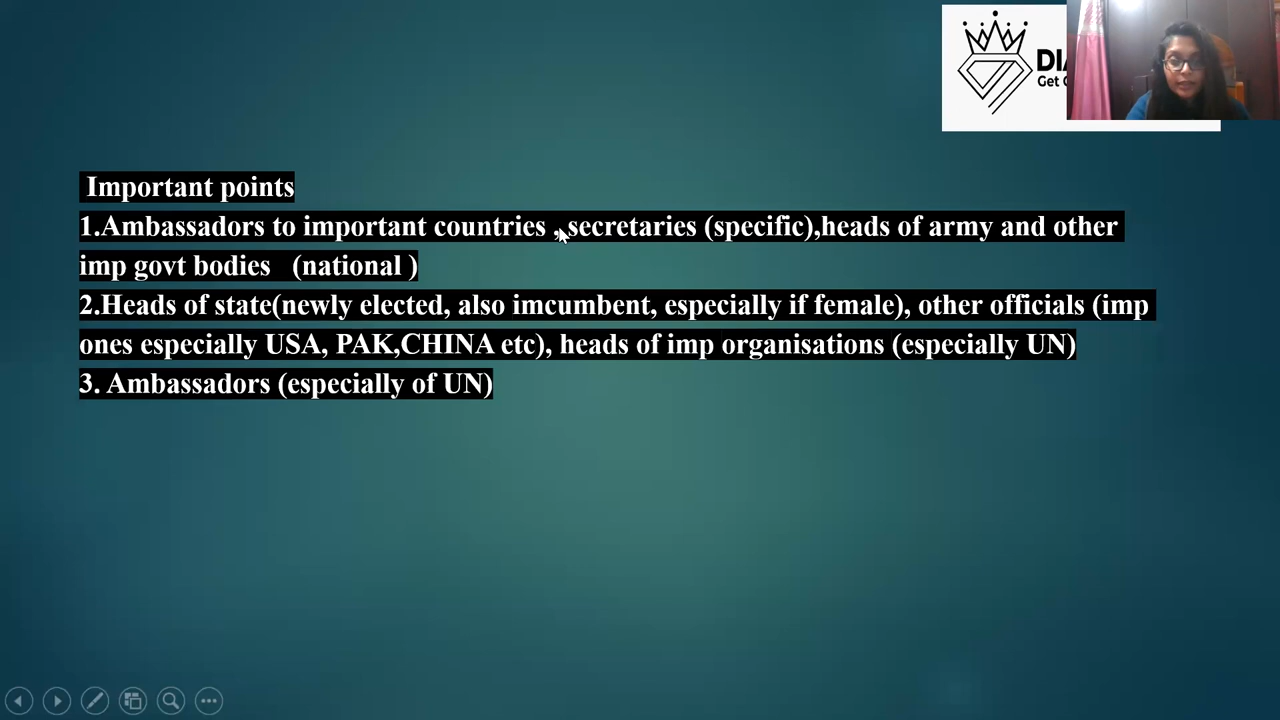 DIA
Get
Important points
1.Ambassadors to important countries , secretaries (specific),heads of army and other
imp govt bodies (national )
2.Heads of state(newly elected, also imcumbent, especially if female), other officials (imp
ones especially USA, PAK,CHINA etc), heads of imp organisations (especially UN)
3. Ambassadors (especially of UN)